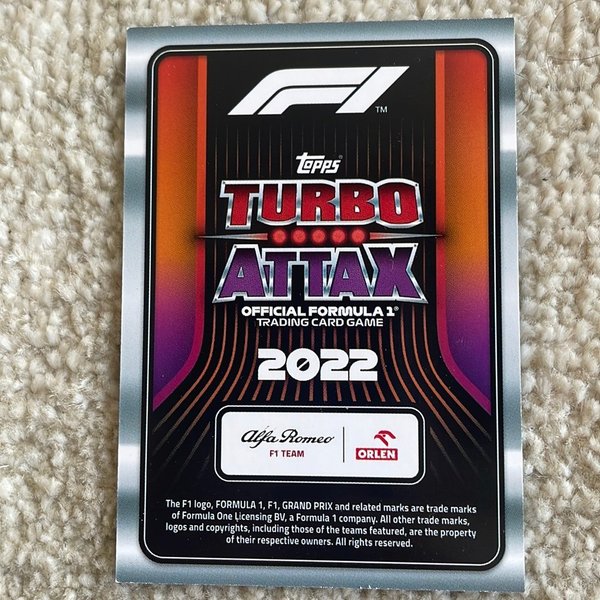 F1 ™
topps®
TURBO
ATTAX
OFFICIAL FORMULA 1®
TRADING CARD GAME
2022
Alfa Romeo
F1 TEAM
ORLEN
The F1 logo, FORMULA 1, F1, GRAND PRIX and related marks are trade marks
of Formula One Licensing BV, a Formula 1 company. All other trade marks,
logos and copyrights, including those of the teams featured, are the property
of their respective owners. All rights reserved.